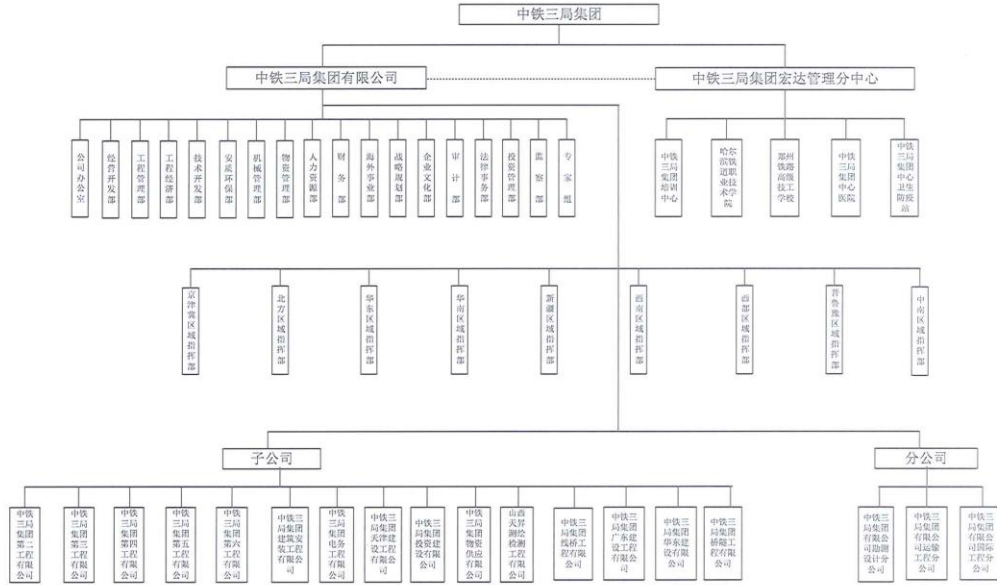 中铁三局集团
中铁三局集团有限公司
中铁三局集团宏达管理分中心
公司办公室
经营开发部
工程管理部
工程经济部
技术开发部
安质环保部
机械管理部
物资管理部
人力资源部
财务部
海外事业部
战略规划部
企业文化部
审计部
法律事务部
投资管理部
监察部
专家组
中铁三局集团培训中心
哈尔滨铁道职业技术学院
郑州铁路高级技工学校
中铁三局集团中心医院
中铁三局集团中心卫生防疫站
京津冀区域指挥部
北方区域指挥部
华东区域指挥部
华南区域指挥部
新疆区域指挥部
西南区域指挥部
西部区域指挥部
晋鲁豫区域指挥部
中南区域指挥部
子公司
分公司
中铁三局集团第二工程有限公司
中铁三局集团第三工程有限公司
中铁三局集团第四工程有限公司
中铁三局集团第五工程有限公司
中铁三局集团第六工程有限公司
中铁三局集团建筑安装工程有限公司
中铁三局集团电务工程有限公司
中铁三局集团天津建设工程有限公司
中铁三局集团投资建设有限公司
中铁三局集团物资供应有限公司
山西天昇测绘检测工程有限公司
中铁三局集团线桥工程有限公司
中铁三局集团广东建设工程有限公司
中铁三局集团华东建设有限公司
中铁三局集团桥隧工程有限公司
中铁三局集团有限公司勘测设计分公司
中铁三局集团有限公司运输工程分公司
中铁三局集团有限公司国际工程分公司